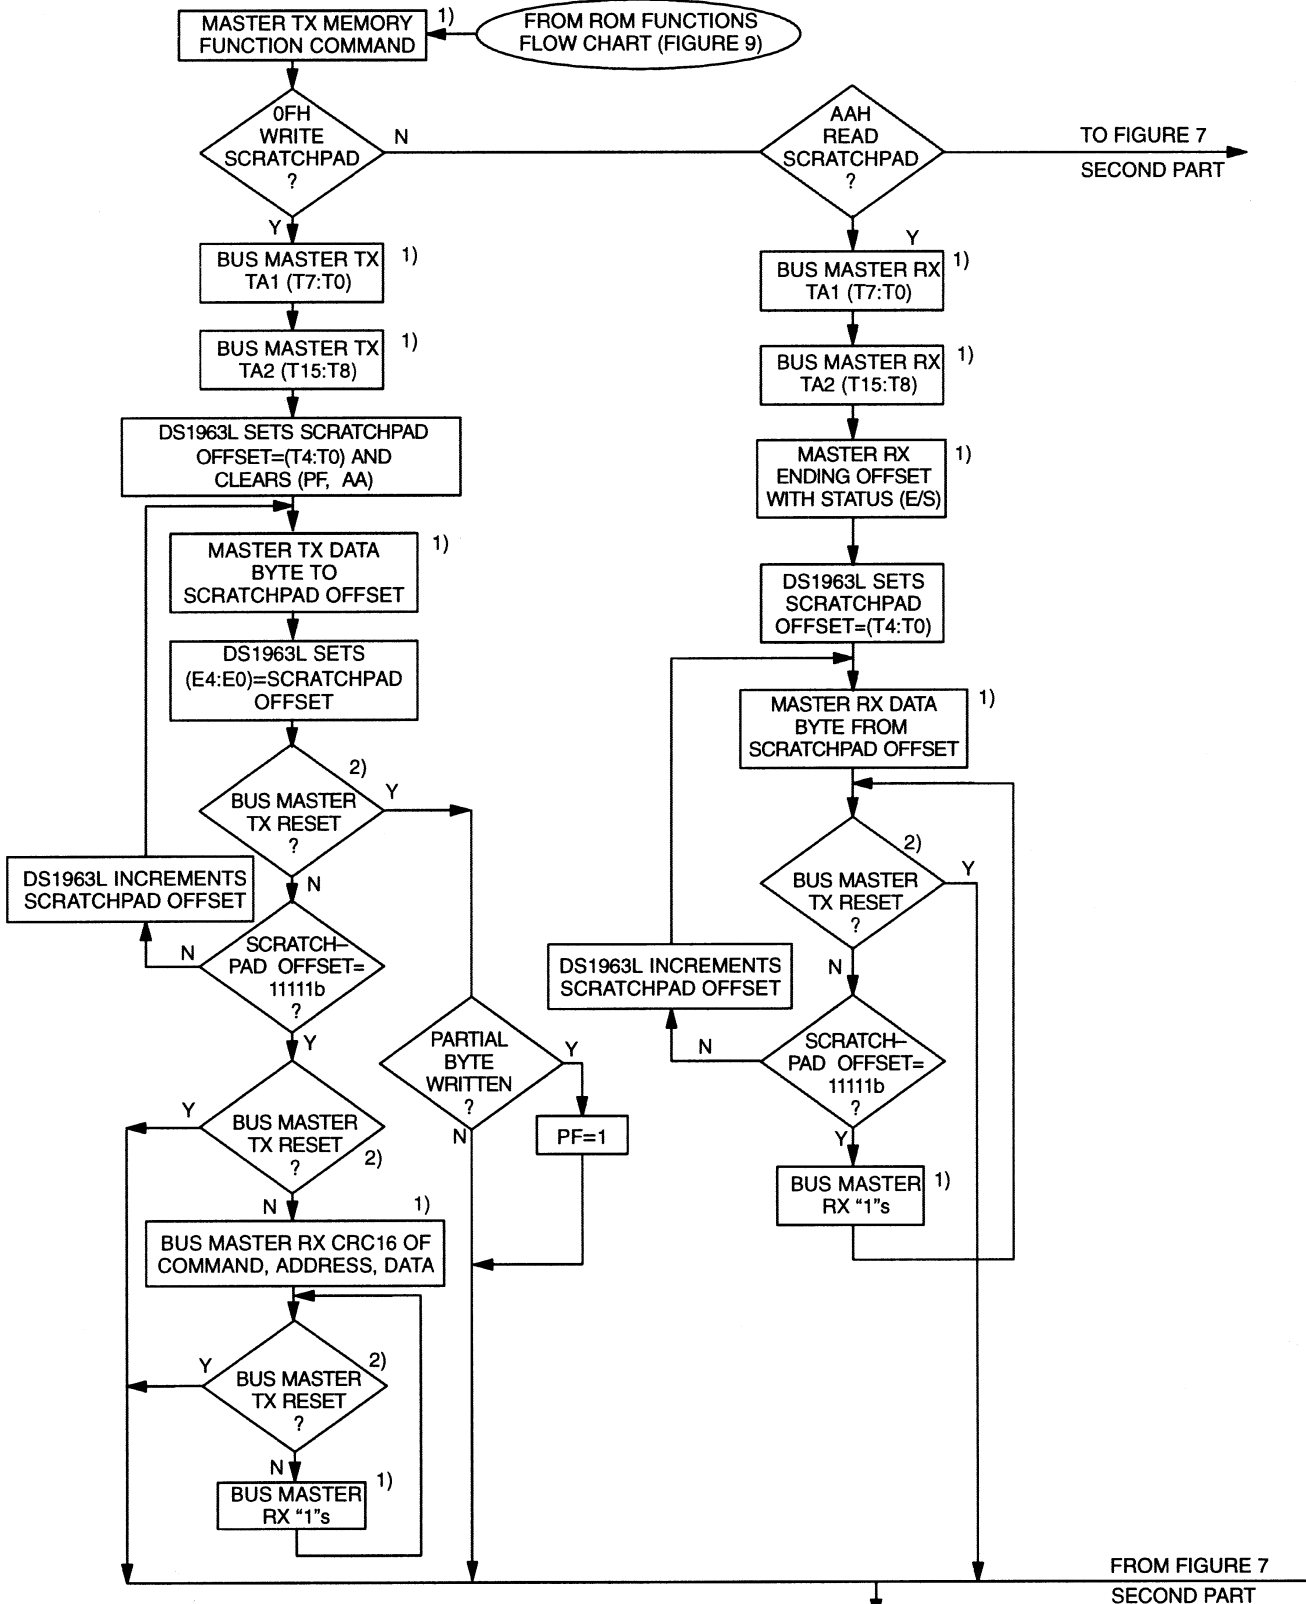 MASTER TX MEMORY
FUNCTION COMMAND
1)
FROM ROM FUNCTIONS
FLOW CHART (FIGURE 9)
0FH
WRITE
SCRATCHPAD
?
N
Y
BUS MASTER TX
TA1 (T7:T0)
1)
BUS MASTER TX
TA2 (T15:T8)
1)
DS1963L SETS SCRATCHPAD
OFFSET=(T4:T0) AND
CLEARS (PF, AA)
MASTER TX DATA
BYTE TO
SCRATCHPAD OFFSET
1)
DS1963L SETS
(E4:E0)=SCRATCHPAD
OFFSET
2)
BUS MASTER
TX RESET
?
Y
N
DS1963L INCREMENTS
SCRATCHPAD OFFSET
N
SCRATCH–
PAD OFFSET=
11111b
?
Y
PARTIAL
BYTE
WRITTEN
?
Y
N
PF=1
Y
BUS MASTER
TX RESET
?
2)
N
1)
BUS MASTER RX CRC16 OF
COMMAND, ADDRESS, DATA
Y
2)
BUS MASTER
TX RESET
?
N
1)
BUS MASTER
RX “1”s
AAH
READ
SCRATCHPAD
?
TO FIGURE 7
SECOND PART
Y
BUS MASTER RX
TA1 (T7:T0)
1)
BUS MASTER RX
TA2 (T15:T8)
1)
MASTER RX
ENDING OFFSET
WITH STATUS (E/S)
1)
DS1963L SETS
SCRATCHPAD
OFFSET=(T4:T0)
MASTER RX DATA
BYTE FROM
SCRATCHPAD OFFSET
1)
2)
BUS MASTER
TX RESET
?
Y
N
DS1963L INCREMENTS
SCRATCHPAD OFFSET
N
SCRATCH–
PAD OFFSET=
11111b
?
Y
BUS MASTER
RX “1”s
1)
FROM FIGURE 7
SECOND PART